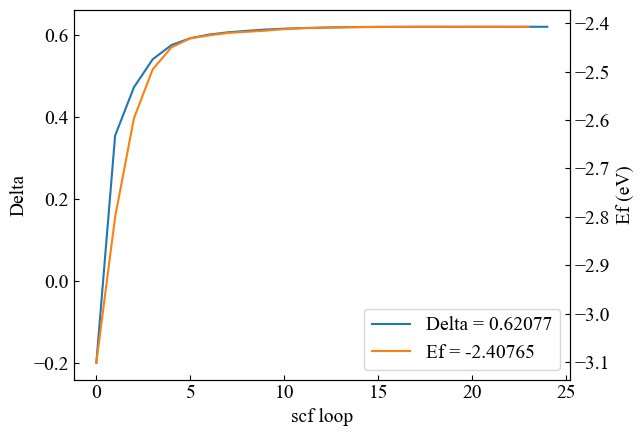 0.6
0.4
0.2
0.0
−0.2
Delta
−2.4
−2.5
−2.6
−2.7
−2.8
−2.9
−3.0
−3.1
Ef (eV)
Delta = 0.62077
Ef = -2.40765
0 5 10 15 20 25
scf loop